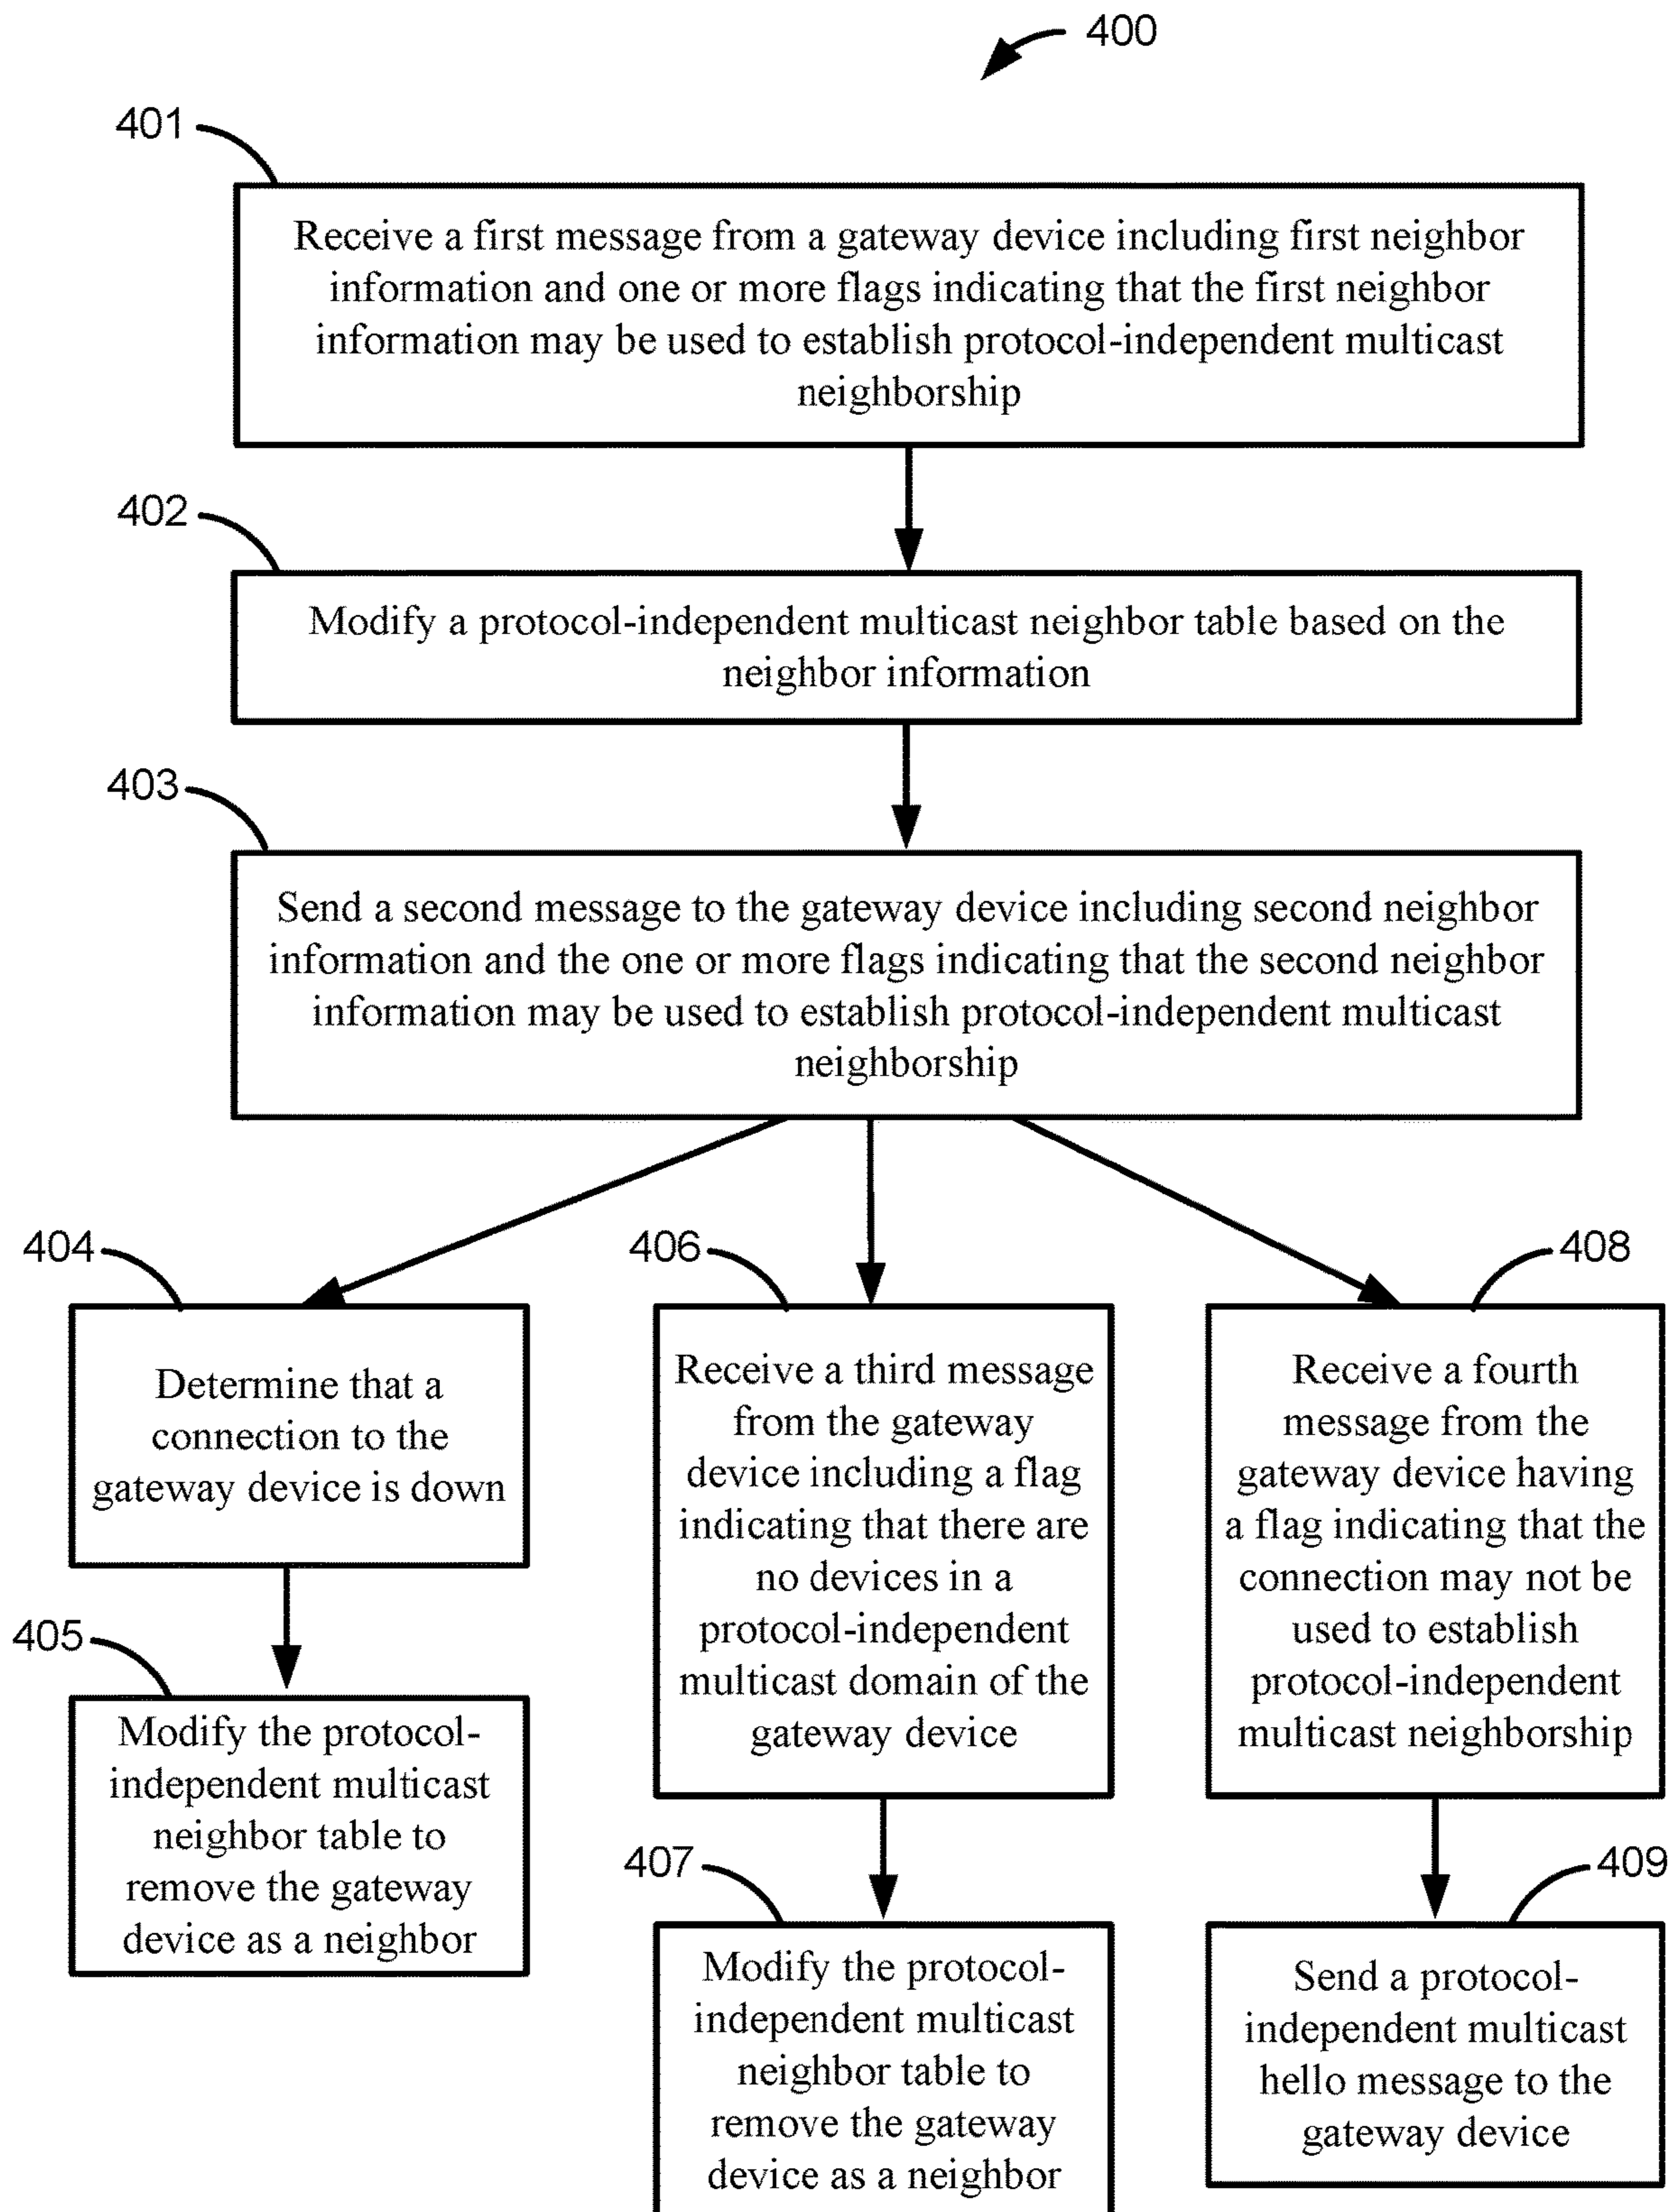 400
401
Receive a first message from a gateway device including first neighbor
information and one or more flags indicating that the first neighbor
information may be used to establish protocol-independent multicast
neighborship
402
Modify a protocol-independent multicast neighbor table based on the
neighbor information
403
Send a second message to the gateway device including second neighbor
information and the one or more flags indicating that the second neighbor
information may be used to establish protocol-independent multicast
neighborship
404
Determine that a
connection to the
gateway device is down
405
Modify the protocol-
independent multicast
neighbor table to
remove the gateway
device as a neighbor
406
Receive a third message
from the gateway
device including a flag
indicating that there are
no devices in a
protocol-independent
multicast domain of the
gateway device
407
Modify the protocol-
independent multicast
neighbor table to
remove the gateway
device as a neighbor
408
Receive a fourth
message from the
gateway device having
a flag indicating that the
connection may not be
used to establish
protocol-independent
multicast neighborship
409
Send a protocol-
independent multicast
hello message to the
gateway device